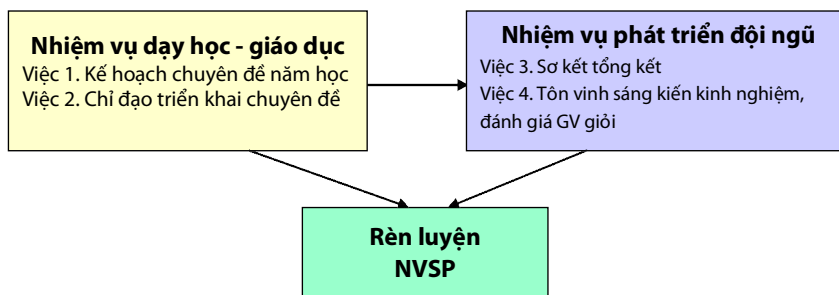 Nhiệm vụ dạy học - giáo dục
Việc 1. Kế hoạch chuyên đề năm học
Việc 2. Chỉ đạo triển khai chuyên đề
Nhiệm vụ phát triển đội ngũ
Việc 3. Sơ kết tổng kết
Việc 4. Tôn vinh sáng kiến kinh nghiệm,
đánh giá GV giỏi
Rèn luyện
NVSP